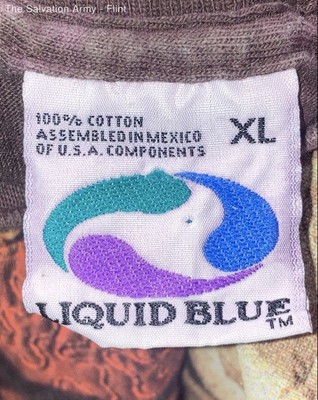 The Salvation Army - Flint
100% COTTON
ASSEMBLED IN MEXICO
OF U.S.A. COMPONENTS
XL
LIQUID BLUE
TM